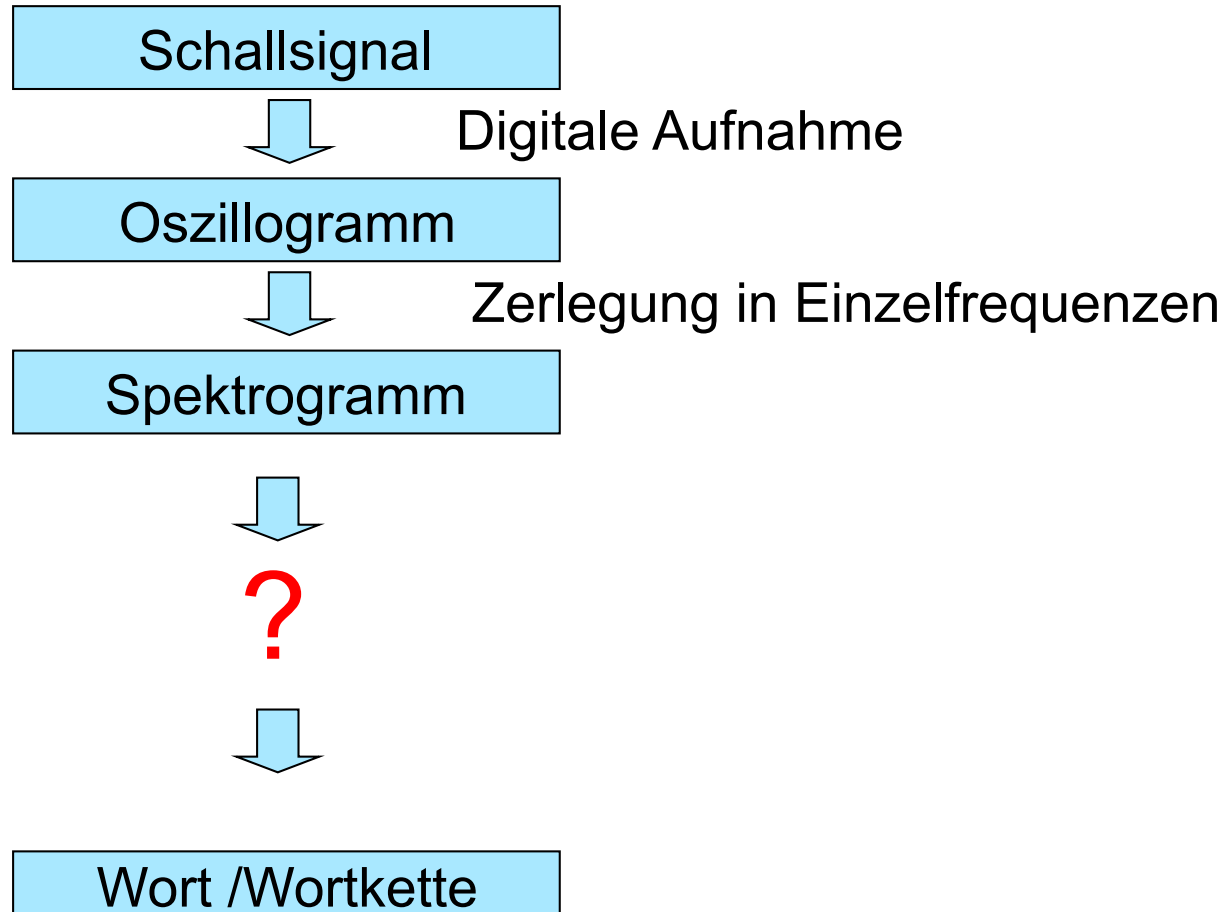 Schallsignal
Digitale Aufnahme
Oszillogramm
Zerlegung in Einzelfrequenzen
Spektrogramm
?
Wort /Wortkette